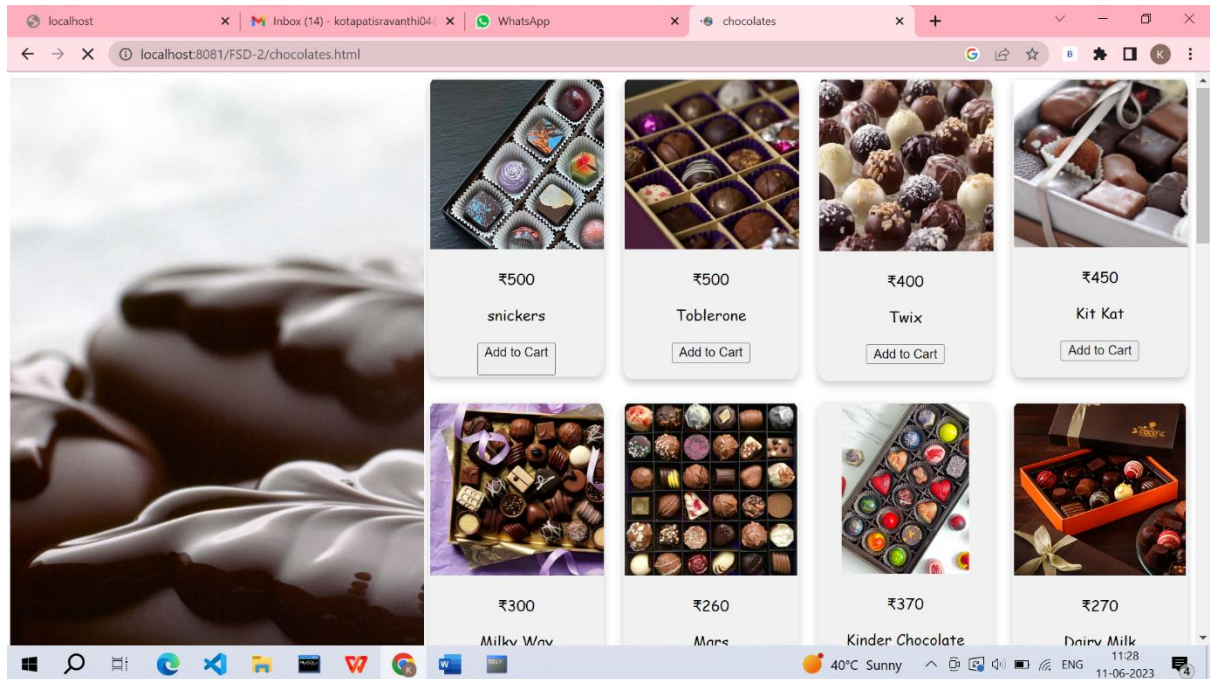 localhost
Inbox (14) - kotapatisravanthi04
WhatsApp
chocolates
localhost:8081/FSD-2/chocolates.html
B
K
₹500
₹500
₹400
₹450
snickers
Toblerone
Twix
Kit Kat
Add to Cart
Add to Cart
Add to Cart
Add to Cart
coco
₹300
₹260
₹370
₹270
Milky Way
Mars
Kinder Chocolate
Dairy Milk
40°C Sunny
ENG
11:28
11-06-2023
4